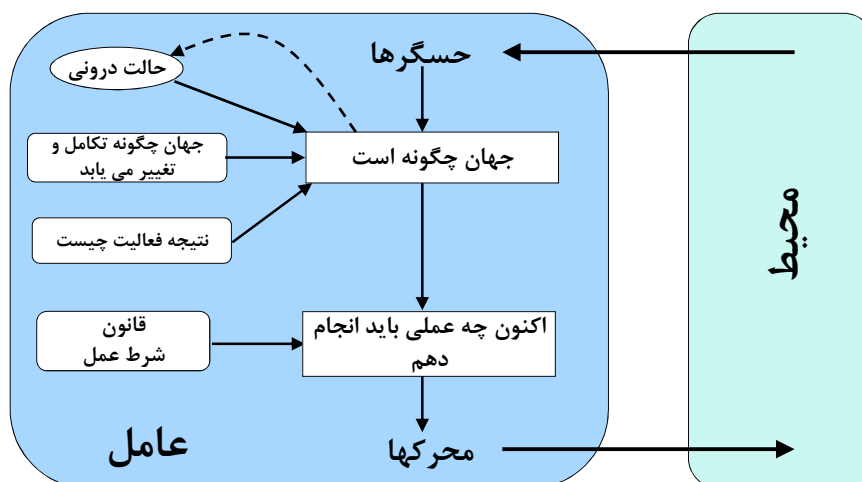 حسگرها
حالت درونی
جهان چگونه تکامل و
تغییر می یابد
جهان چگونه است
نتیجه فعالیت چیست
قانون
شرط عمل
اکنون چه عملی باید انجام
دهم
محرکها
عامل
محیط